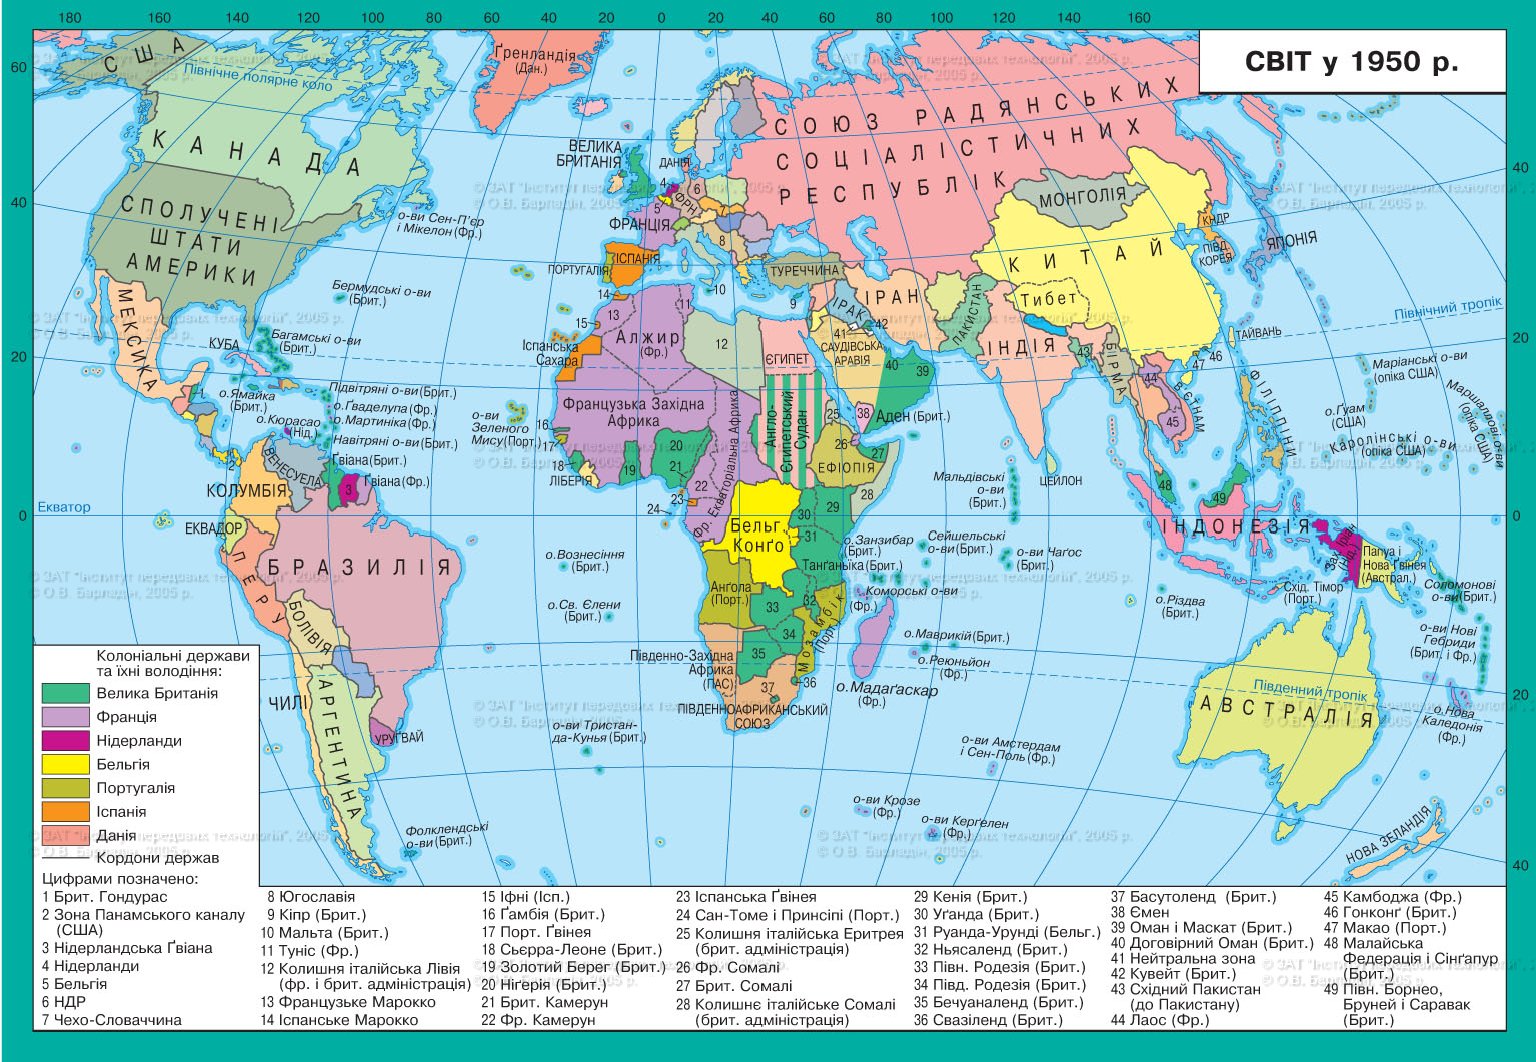 180
160
140
120
100
80
60
40
20
0
20
40
60
80
100
120
140
160
СВІТ у 1950 р.
60
40
20
0
40
20
0
20
40
США
Північне полярне коло
Ґренландія
(Дан.)
КАНАДА
СПОЛУЧЕНІ
ШТАТИ
АМЕРИКИ
о-ви Сен-П'єр
і Мікелон (Фр.)
МЕКСИКА
Бермудські о-ви
(Брит.)
Багамські о-ви
(Брит.)
КУБА
о.Ямайка
(Брит.)
Підвітряні о-ви(Брит.)
о.Ґваделупа(Фр.)
о.Мартиніка(Фр.)
о.Кюрасао
(Нід.)
Навітряні о-ви(Брит.)
ВЕНЕСУЕЛА
Ґвіана(Брит.)
Ґвіана(Фр.)
КОЛУМБІЯ
ЕКВАДОР
Екватор
ПЕРУ
БРАЗИЛІЯ
БОЛІВІЯ
ЧИЛІ
АРГЕНТИНА
УРУГВАЙ
Фолклендські
о-ви(Брит.)
ВЕЛИКА
БРИТАНІЯ
ДАНІЯ
ФРН
ФРАНЦІЯ
ПОРТУГАЛІЯ
ІСПАНІЯ
СОЮЗ РАДЯНСЬКИХ
СОЦІАЛІСТИЧНИХ
РЕСПУБЛІК
МОНГОЛІЯ
КИТАЙ
Тибет
КНДР
ПІВД.
КОРЕЯ
ЯПОНІЯ
ТУРЕЧЧИНА
ІРАК
ІРАН
ПАКИСТАН
ІНДІЯ
БІРМА
В'ЄТНАМ
ТАЙВАНЬ
Північний тропік
ФІЛІППІНИ
САУДІВСЬКА
АРАВІЯ
Аден (Брит.)
Алжир
(Фр.)
Іспанська
Сахара
Французька Західна
Африка
ЄГИПЕТ
Англо-
Єгипетський
Судан
Фр. Екваторіальна Африка
ЕФІОПІЯ
о-ви
Зеленого
Мису(Порт.)
ЛІБЕРІЯ
Бельг.
Конґо
Танганьїка (Брит.)
Ангола
(Порт.)
Мозамбік
(Порт.)
Південно-Західна
Африка
(ПАС)
ПІВДЕННОАФРИКАНСЬКИЙ
СОЮЗ
о.Вознесіння
(Брит.)
о.Св. Єлени
(Брит.)
о-ви Трістан-
да-Кунья(Брит.)
о.Занзибар
(Брит.)
Коморські о-ви
(Фр.)
Сейшельські
о-ви(Брит.)
о-ви Чаґос
(Брит.)
Мальдівські
о-ви
(Брит.)
ЦЕЙЛОН
о.Маврикій(Брит.)
о.Реюньйон
(Фр.)
о.Мадаґаскар
(Фр.)
о-ви Амстердам
і Сен-Поль(Фр.)
о-ви Крозе
(Фр.)
о-ви Керґелен
(Фр.)
ІНДОНЕЗІЯ
Зах. Іріан
(Нід.)
Папуа і
Нова Ґвінея
(Австрал.)
Схід. Тімор
(Порт.)
о.Різдва
(Брит.)
Маріанські о-ви
(опіка США)
о.Гуам
(США)
Каролінські о-ви
(опіка США)
Маршалові о-ви
(опіка США)
Соломонові
о-ви(Брит.)
о-ви Нові
Гебриди
(Брит. і Фр.)
о.Нова
Каледонія
(Фр.)
Південний тропік
АВСТРАЛІЯ
НОВА ЗЕЛАНДІЯ
Колоніальні держави
та їхні володіння:
Велика Британія
Франція
Нідерланди
Бельгія
Португалія
Іспанія
Данія
Кордони держав
Цифрами позначено:
1 Брит. Гондурас
2 Зона Панамського каналу
(США)
3 Нідерландська Ґвіана
4 Нідерланди
5 Бельгія
6 НДР
7 Чехо-Словаччина
8 Югославія
9 Кіпр (Брит.)
10 Мальта (Брит.)
11 Туніс (Фр.)
12 Колишня італійська Лівія
(фр. і брит. адміністрація)
13 Французьке Марокко
14 Іспанське Марокко
15 Іфні (Ісп.)
16 Ґамбія (Брит.)
17 Порт. Ґвінея
18 Сьєрра-Леоне (Брит.)
19 Золотий Берег (Брит.)
20 Нігерія (Брит.)
21 Брит. Камерун
22 Фр. Камерун
23 Іспанська Ґвінея
24 Сан-Томе і Принсіпі (Порт.)
25 Колишня італійська Еритрея
(брит. адміністрація)
26 Фр. Сомалі
27 Брит. Сомалі
28 Колишнє італійське Сомалі
(брит. адміністрація)
29 Кенія (Брит.)
30 Уґанда (Брит.)
31 Руанда-Урунді (Бельг.)
32 Ньясаленд (Брит.)
33 Півн. Родезія (Брит.)
34 Півд. Родезія (Брит.)
35 Бечуаналенд (Брит.)
36 Свазіленд (Брит.)
37 Басутоленд (Брит.)
38 Ємен
39 Оман і Маскат (Брит.)
40 Договірний Оман (Брит.)
41 Нейтральна зона
42 Кувейт (Брит.)
43 Східний Пакистан
(до Пакистану)
44 Лаос (Фр.)
45 Камбоджа (Фр.)
46 Гонконґ (Брит.)
47 Макао (Порт.)
48 Малайська
Федерація і Сінґапур
(Брит.)
49 Півн. Борнео,
Бруней і Саравак
(Брит.)
© ЗАТ "Інститут передових технологій", 2005 р.
© О.В. Барладін, 2005 р.